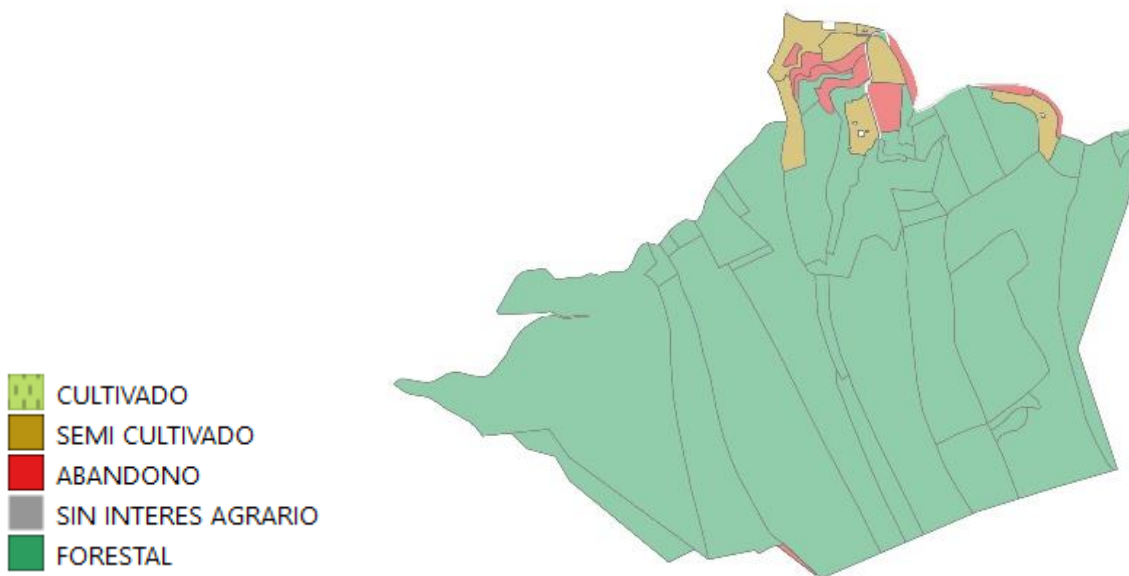 CULTIVADO
SEMI CULTIVADO
ABANDONO
SIN INTERES AGRARIO
FORESTAL